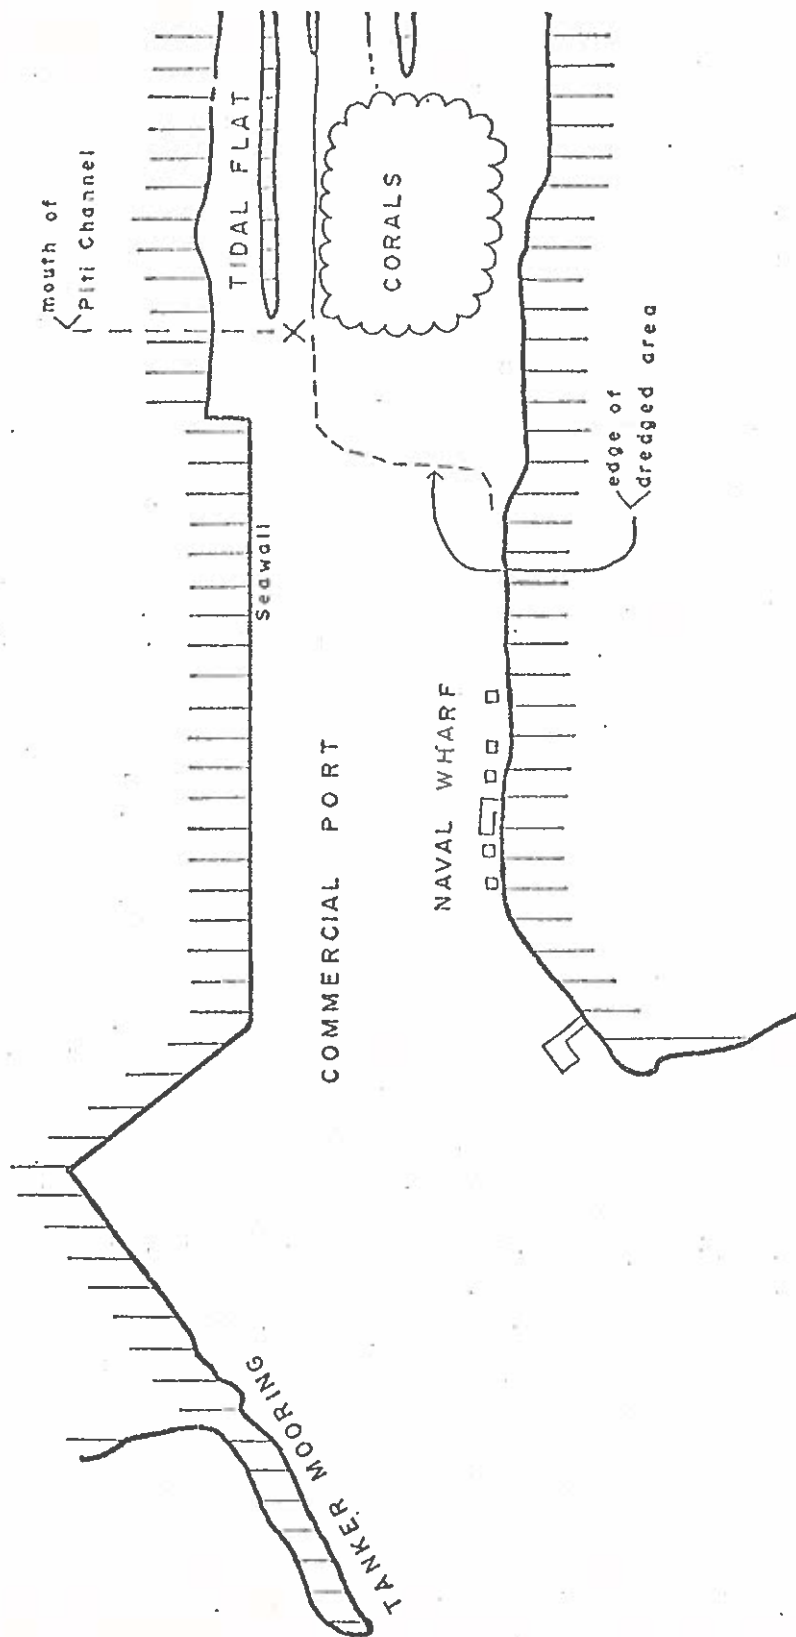 mouth of
Piti Channel
TIDAL FLAT
CORALS
edge of
dredged area
Seawall
NAVAL WHARF
COMMERCIAL PORT
TANKER MOORING